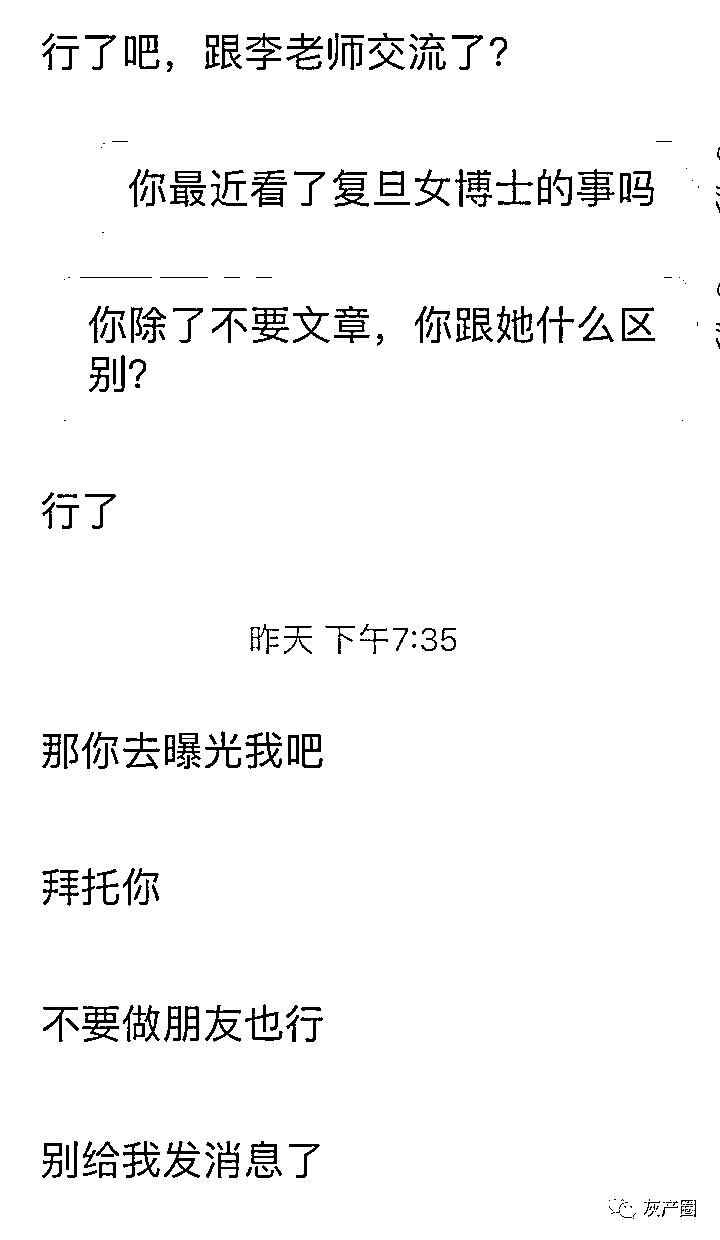 行了吧，跟李老师交流了?
你最近看了复旦女博士的事吗
你除了不要文章，你跟她什么区
别?
行了
昨天 下午7:35
那你去曝光我吧
拜托你
不要做朋友也行
别给我发消息了
灰产圈